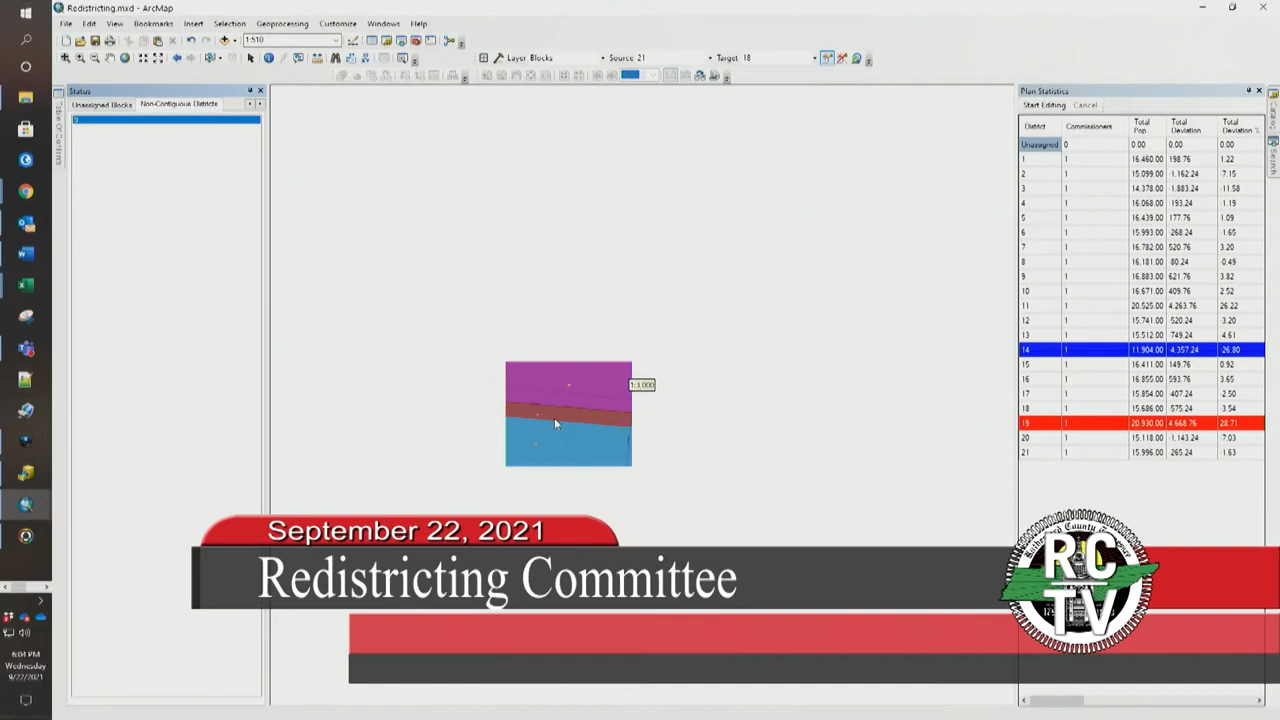 Redistricting.mxd - ArcMap
File Edit View Bookmarks Insert Selection Geoprocessing Customize Windows Help
1:510
Layer Blocks Source 21 Target 18
Status
Unassigned Blocks Non-Contiguous Districts
Table Of Contents
1:3,000
Plan Statistics
Start Editing Cancel
District Commissioners Total Pop. Total Deviation Total Deviation %
Unassigned 0 0.00 0.00 0.00
1 1 16,460.00 198.76 1.22
2 1 15,099.00 -1,162.24 -7.15
3 1 14,378.00 -1,883.24 -11.58
4 1 16,068.00 -193.24 -1.19
5 1 16,439.00 177.76 1.09
6 1 15,993.00 -268.24 -1.65
7 1 16,782.00 520.76 3.20
8 1 16,181.00 -80.24 -0.49
9 1 16,883.00 621.76 3.82
10 1 16,671.00 409.76 2.52
11 1 20,525.00 4,263.76 26.22
12 1 15,741.00 -520.24 -3.20
13 1 15,512.00 -749.24 -4.61
14 1 11,904.00 -4,357.24 -26.80
15 1 16,411.00 149.76 0.92
16 1 16,855.00 593.76 3.65
17 1 15,854.00 -407.24 -2.50
18 1 15,686.00 -575.24 -3.54
19 1 20,930.00 4,668.76 28.71
20 1 15,118.00 -1,143.24 -7.03
21 1 15,996.00 -265.24 -1.63
Catalog
Search
September 22, 2021
Redistricting Committee
RC
TV
6:04 PM
Wednesday
9/22/2021